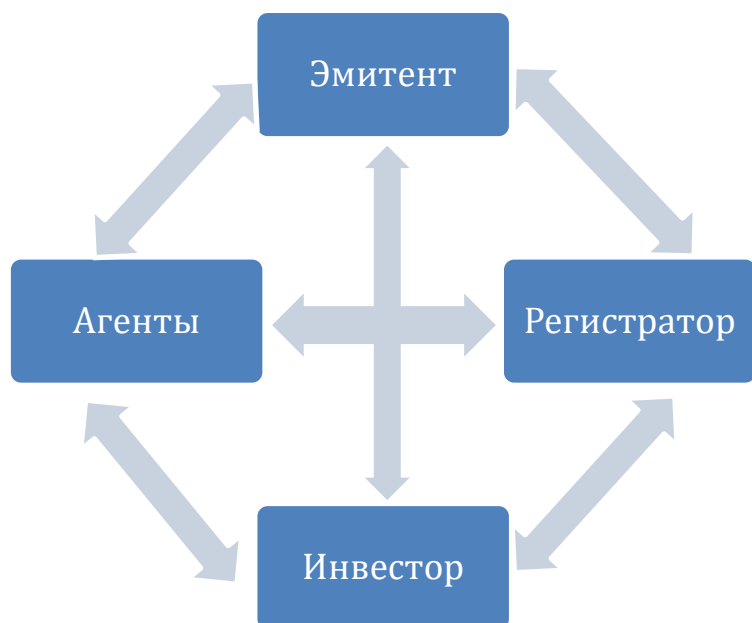 Эмитент
Агенты
Регистратор
Инвестор